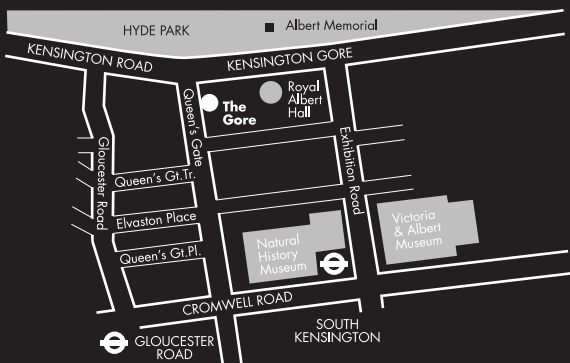 HYDE PARK
Albert Memorial
KENSINGTON ROAD
KENSINGTON GORE
Queen's Gate
The
Gore
Royal
Albert
Hall
Gloucester Road
Exhibition Road
Queen's Gt.Tr.
Elvaston Place
Queen's Gt.Pl.
Natural
History
Museum
Victoria
& Albert
Museum
CROMWELL ROAD
GLOUCESTER
ROAD
SOUTH
KENSINGTON